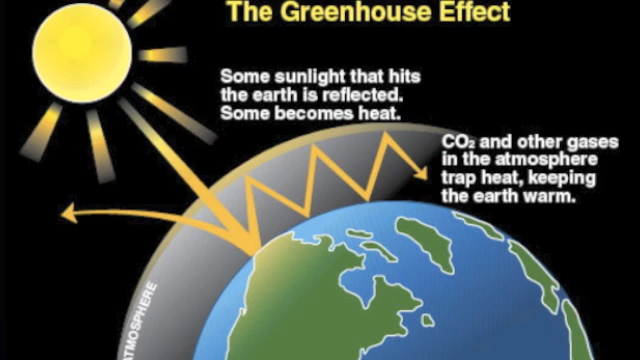 The Greenhouse Effect
Some sunlight that hits
the earth is reflected.
Some becomes heat.
CO₂ and other gases
in the atmosphere
trap heat, keeping
the earth warm.
ATMOSPHERE